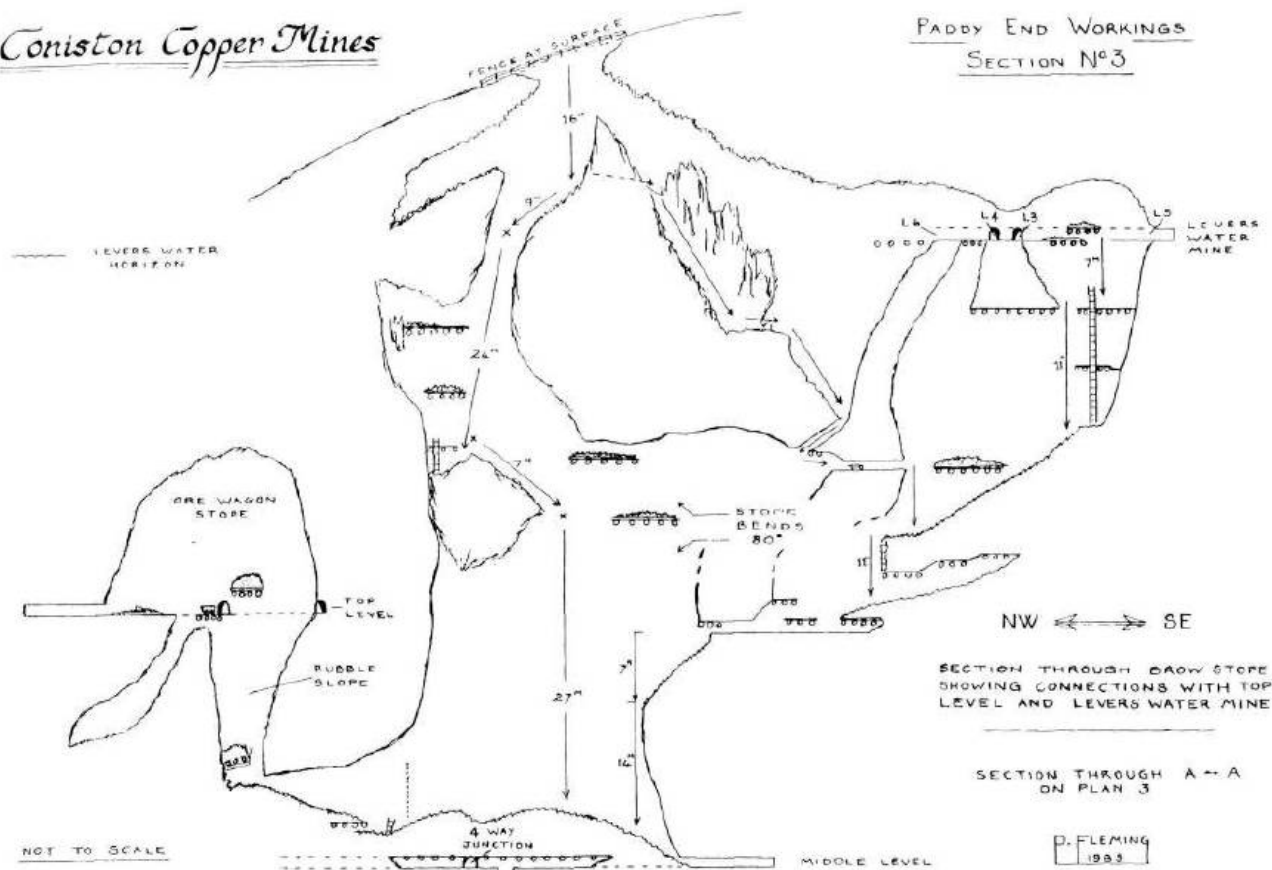 Coniston Copper Mines
PADDY END WORKINGS
SECTION Nº3
FENCE AT SURFACE
16m
9m
L6
L4
L3
L5
LEVERS
WATER
MINE
LEVERS WATER
HORIZON
7m
24m
11m
7m
ORE WAGON
STOPE
STOPE
BENDS
80°
11m
TOP
LEVEL
NW
SE
RUBBLE
SLOPE
27m
7m
14m
SECTION THROUGH BROW STOPE
SHOWING CONNECTIONS WITH TOP
LEVEL AND LEVERS WATER MINE
SECTION THROUGH A - A
ON PLAN 3
4 WAY
JUNCTION
NOT TO SCALE
MIDDLE LEVEL
D. FLEMING